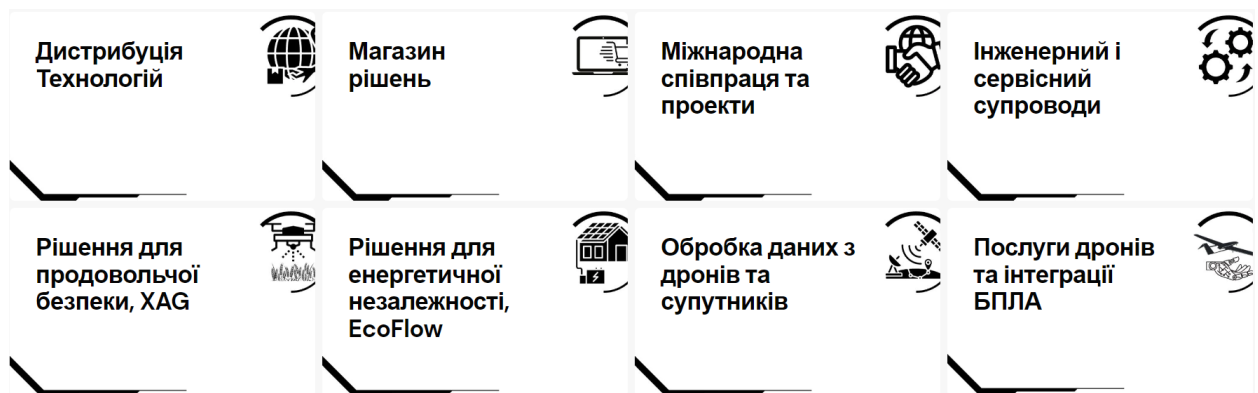 Дистрибуція
Технологій
Магазин
рішень
Міжнародна
співпраця та
проекти
Інженерний і
сервісний
супроводи
Рішення для
продовольчої
безпеки, XAG
Рішення для
енергетичної
незалежності,
EcoFlow
Обробка даних з
дронів та
супутників
Послуги дронів
та інтеграції
БПЛА